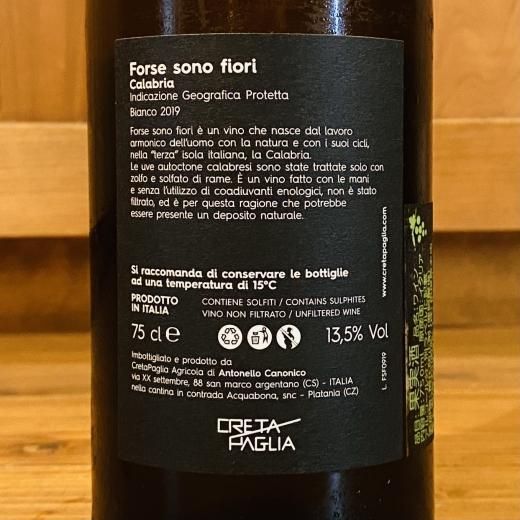 Forse sono fiori
Calabria
Indicazione Geografica Protetta
Bianco 2019
Forse sono fiori è un vino che nasce dal lavoro
armonico dell'uomo con la natura e con i suoi cicli,
nella "terza" isola italiana, la Calabria.
Le uve autoctone calabresi sono state trattate solo con
zolfo e solfato di rame. È un vino fatto con le mani
e senza l'utilizzo di coadiuvanti enologici, non è stato
filtrato, ed è per questa ragione che potrebbe
essere presente un deposito naturale.
www.cretapaglia.com
Si raccomanda di conservare le bottiglie
ad una temperatura di 15°C
PRODOTTO
IN ITALIA
CONTIENE SOLFITI / CONTAINS SULPHITES
VINO NON FILTRATO / UNFILTERED WINE
75 cl e
13,5% Vol
Imbottigliato e prodotto da
CretaPaglia Agricola di Antonello Canonico
via XX settembre, 88 san marco argentano (CS) - ITALIA
nella cantina in contrada Acquabona, snc - Platania (CZ)
L. FSF0919
CRETA
PAGLIA
果実酒